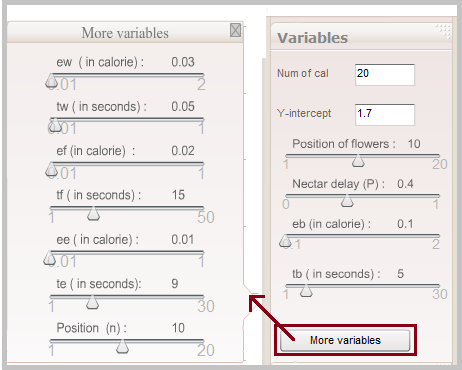 More variables
ew ( in calorie) : 0.03
0.01 2
tw ( in seconds) : 0.05
0.01 1
ef (in calorie) : 0.02
0.01 1
tf ( in seconds) : 15
1 50
ee ( in calorie) : 0.01
0.01 1
te ( in seconds): 9
1 30
Position (n) : 10
1 20
Variables
Num of cal 20
Y-intercept 1.7
Position of flowers : 10
1 20
Nectar delay (P) : 0.4
0 1
eb (in calorie) : 0.1
0.1 2
tb ( in seconds) : 5
1 30
More variables